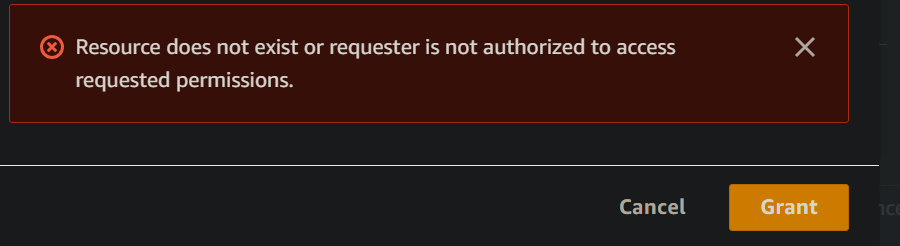 Resource does not exist or requester is not authorized to access
requested permissions.
Cancel
Grant